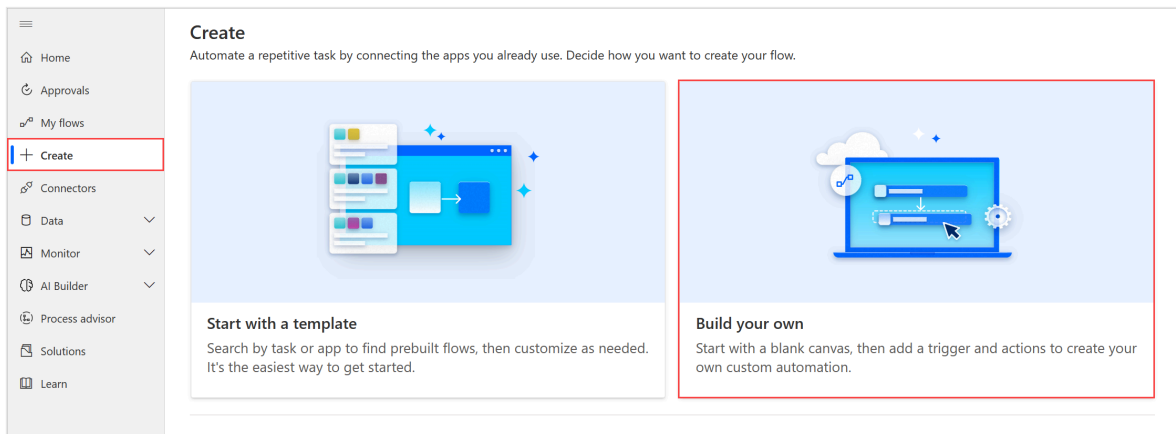 Home
Approvals
My flows
Create
Connectors
Data
Monitor
AI Builder
Process advisor
Solutions
Learn
Create
Automate a repetitive task by connecting the apps you already use. Decide how you want to create your flow.
Start with a template
Search by task or app to find prebuilt flows, then customize as needed.
It's the easiest way to get started.
Build your own
Start with a blank canvas, then add a trigger and actions to create your
own custom automation.